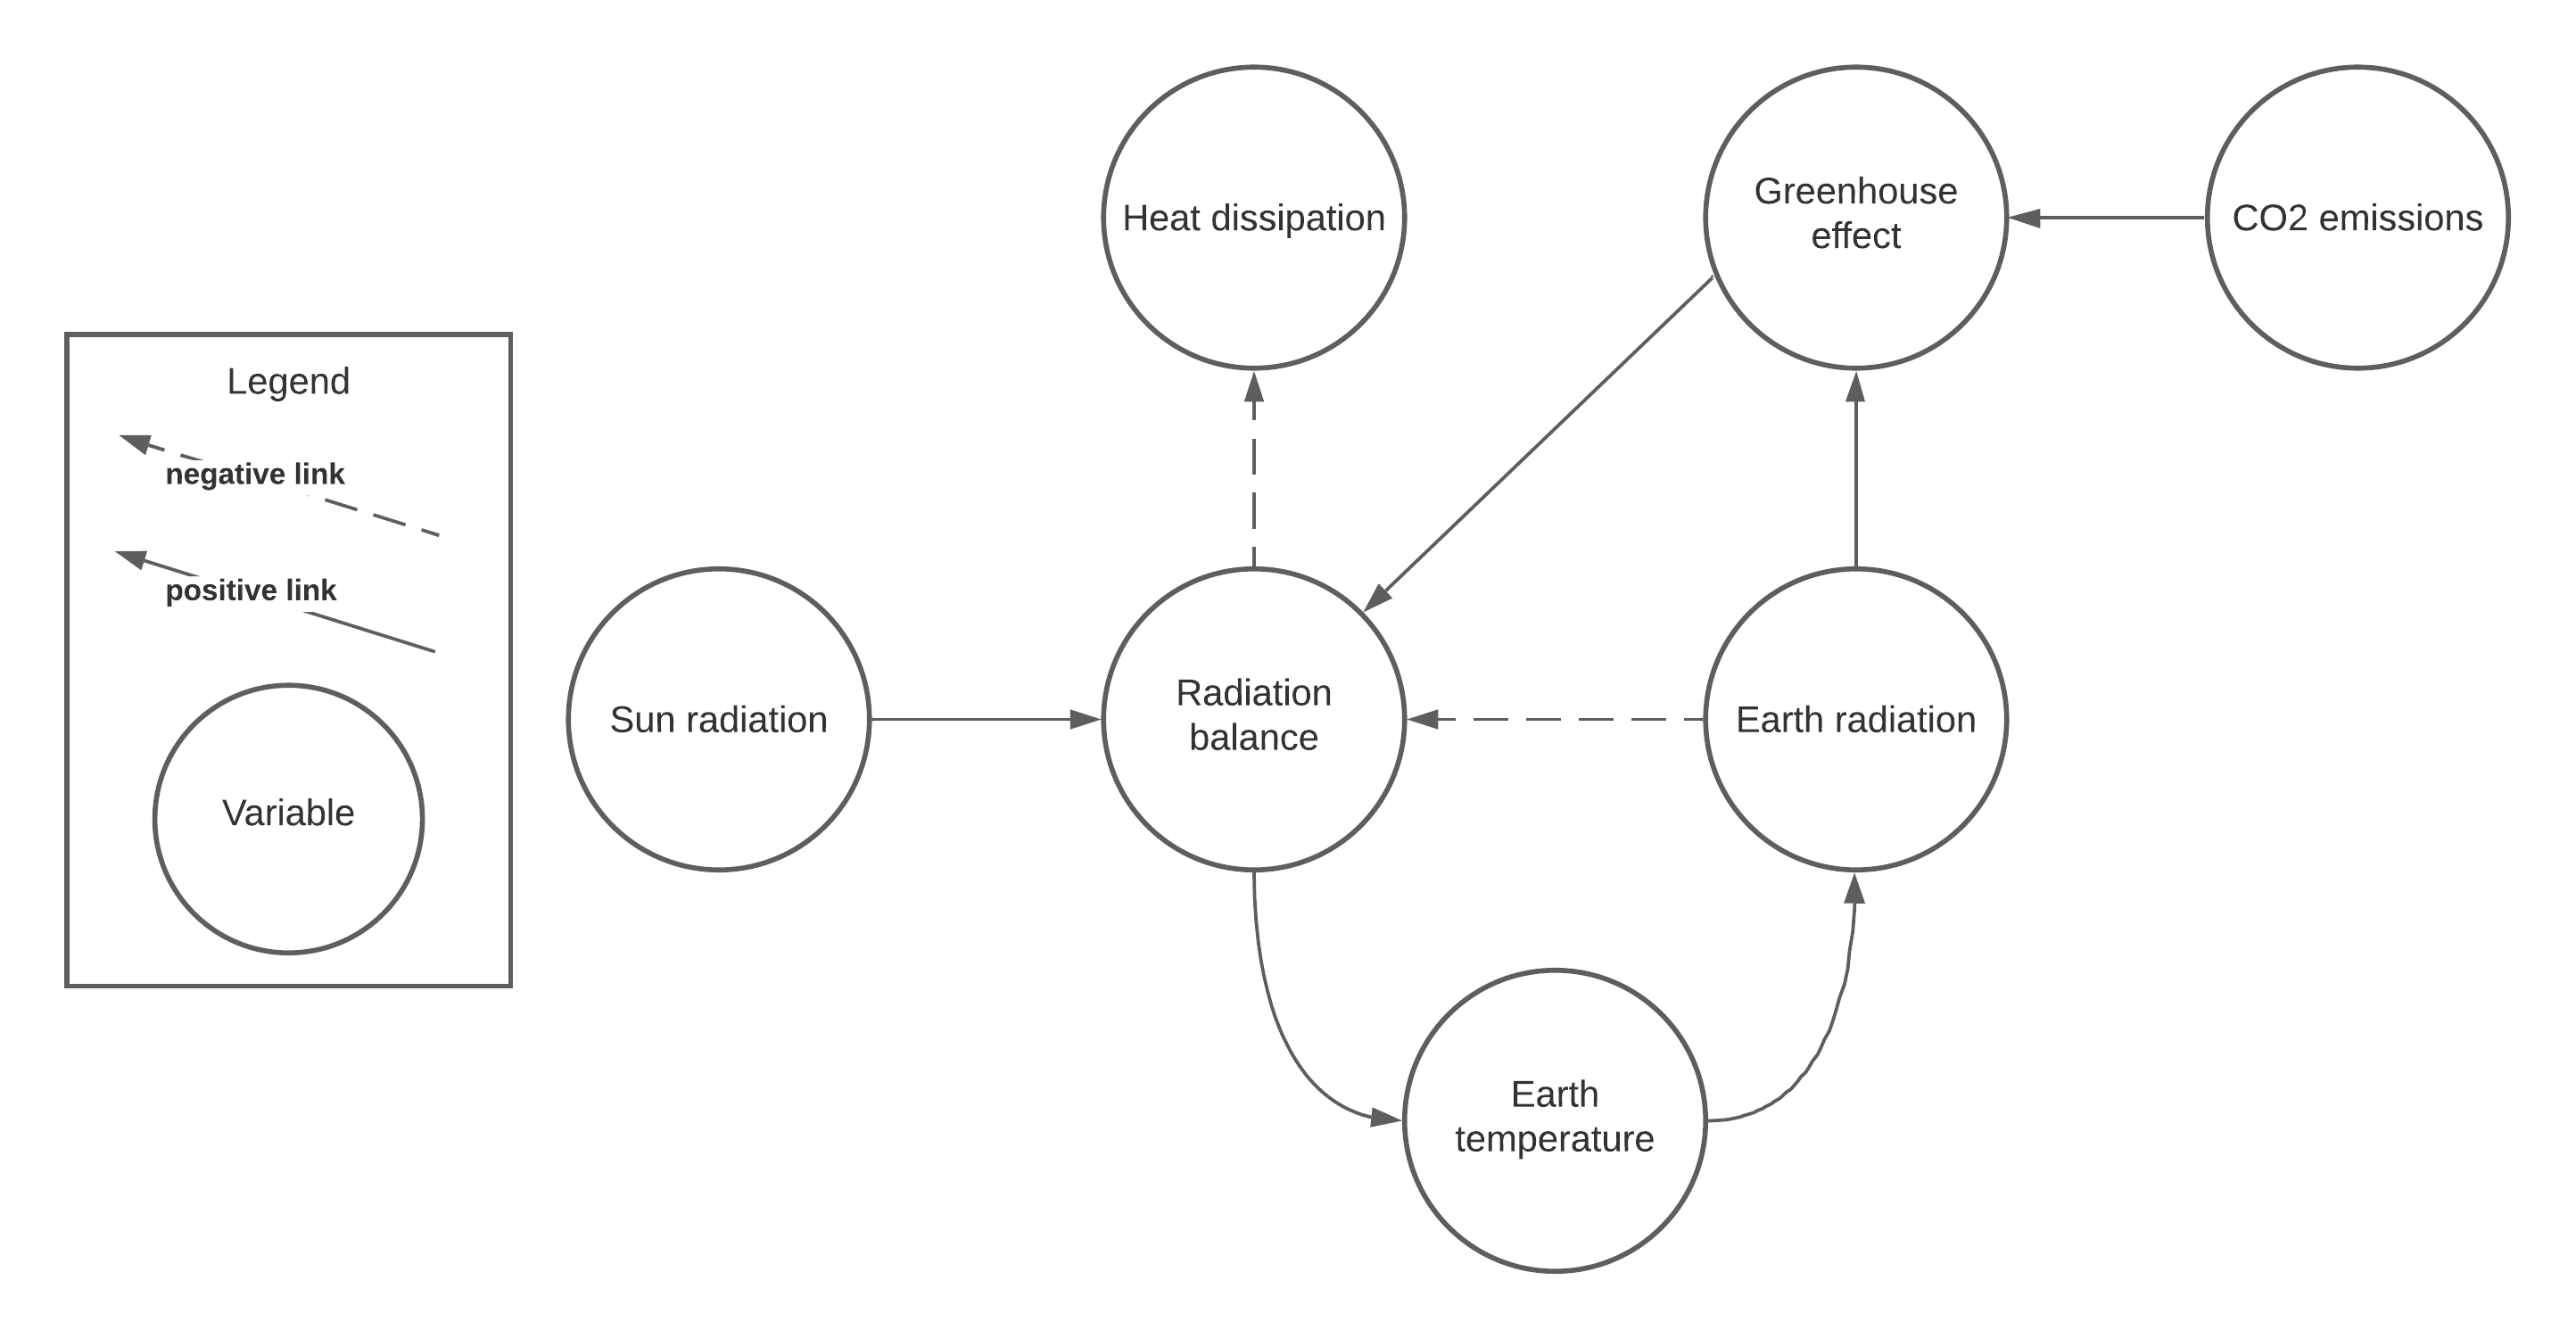 Legend
negative link
positive link
Variable
Sun radiation
Heat dissipation
Radiation
balance
Greenhouse
effect
CO2 emissions
Earth radiation
Earth
temperature